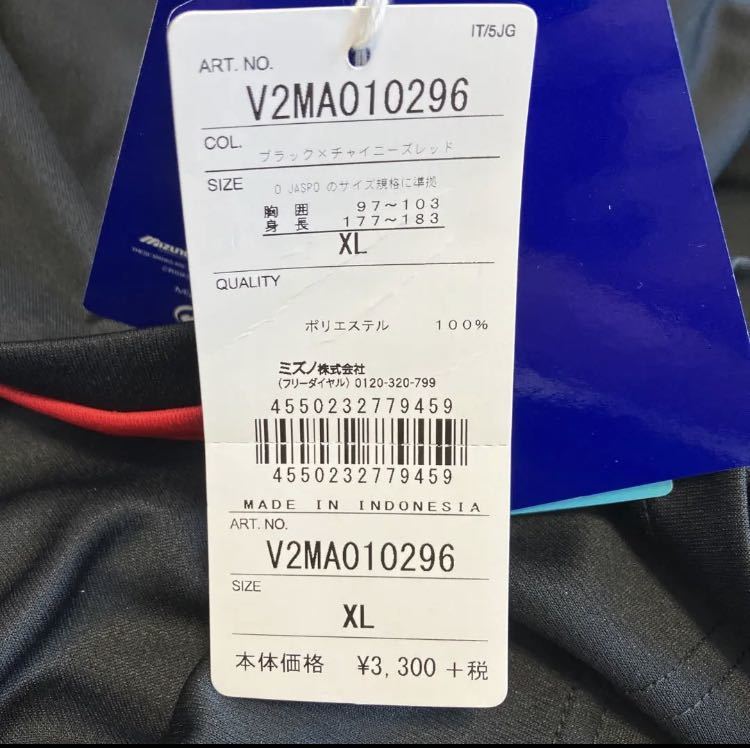 IT/5JG
ART. NO.
V2MA010296
COL.
ブラック×チャイニーズレッド
SIZE
O JASPO のサイズ規格に準拠
胸 囲 97~103
身 長 177~183
XL
QUALITY
ポリエステル 100%
ミズノ株式会社
(フリーダイヤル) 0120-320-799
4550232779459
4550232779459
MADE IN INDONESIA
ART. NO.
V2MA010296
SIZE
XL
本体価格 ¥3,300 +税